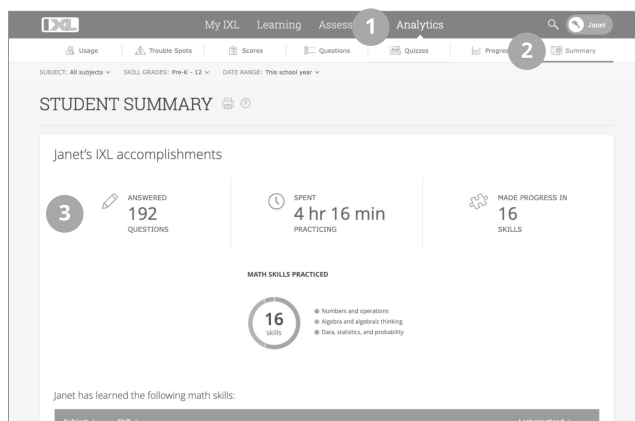 IXL My IXL Learning Assess 1 Analytics Janet
Usage Trouble Spots Scores Questions Quizzes Progress 2 Summary
SUBJECT: All subjects SKILL GRADES: Pre-K - 12 DATE RANGE: This school year
STUDENT SUMMARY ?
Janet's IXL accomplishments
3
ANSWERED
192
QUESTIONS
SPENT
4 hr 16 min
PRACTICING
MADE PROGRESS IN
16
SKILLS
MATH SKILLS PRACTICED
16
skills
Numbers and operations
Algebra and algebraic thinking
Data, statistics, and probability
Janet has learned the following math skills: